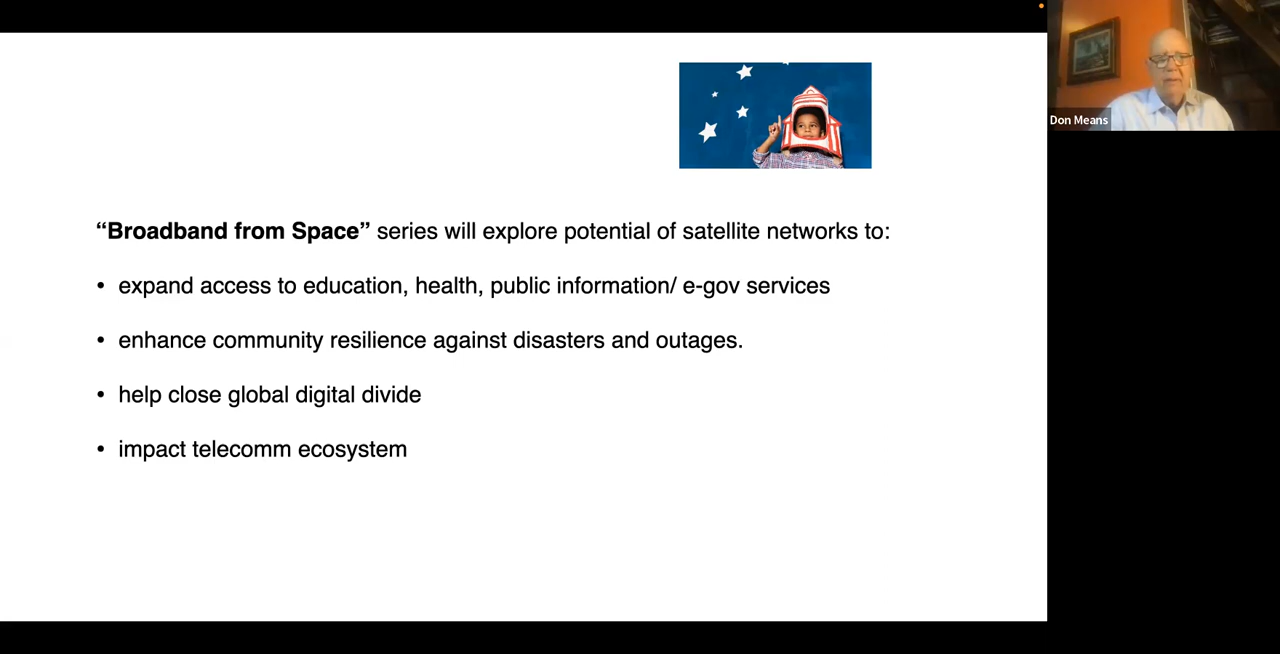 “Broadband from Space” series will explore potential of satellite networks to:
• expand access to education, health, public information/ e-gov services
• enhance community resilience against disasters and outages.
• help close global digital divide
• impact telecomm ecosystem
Don Means